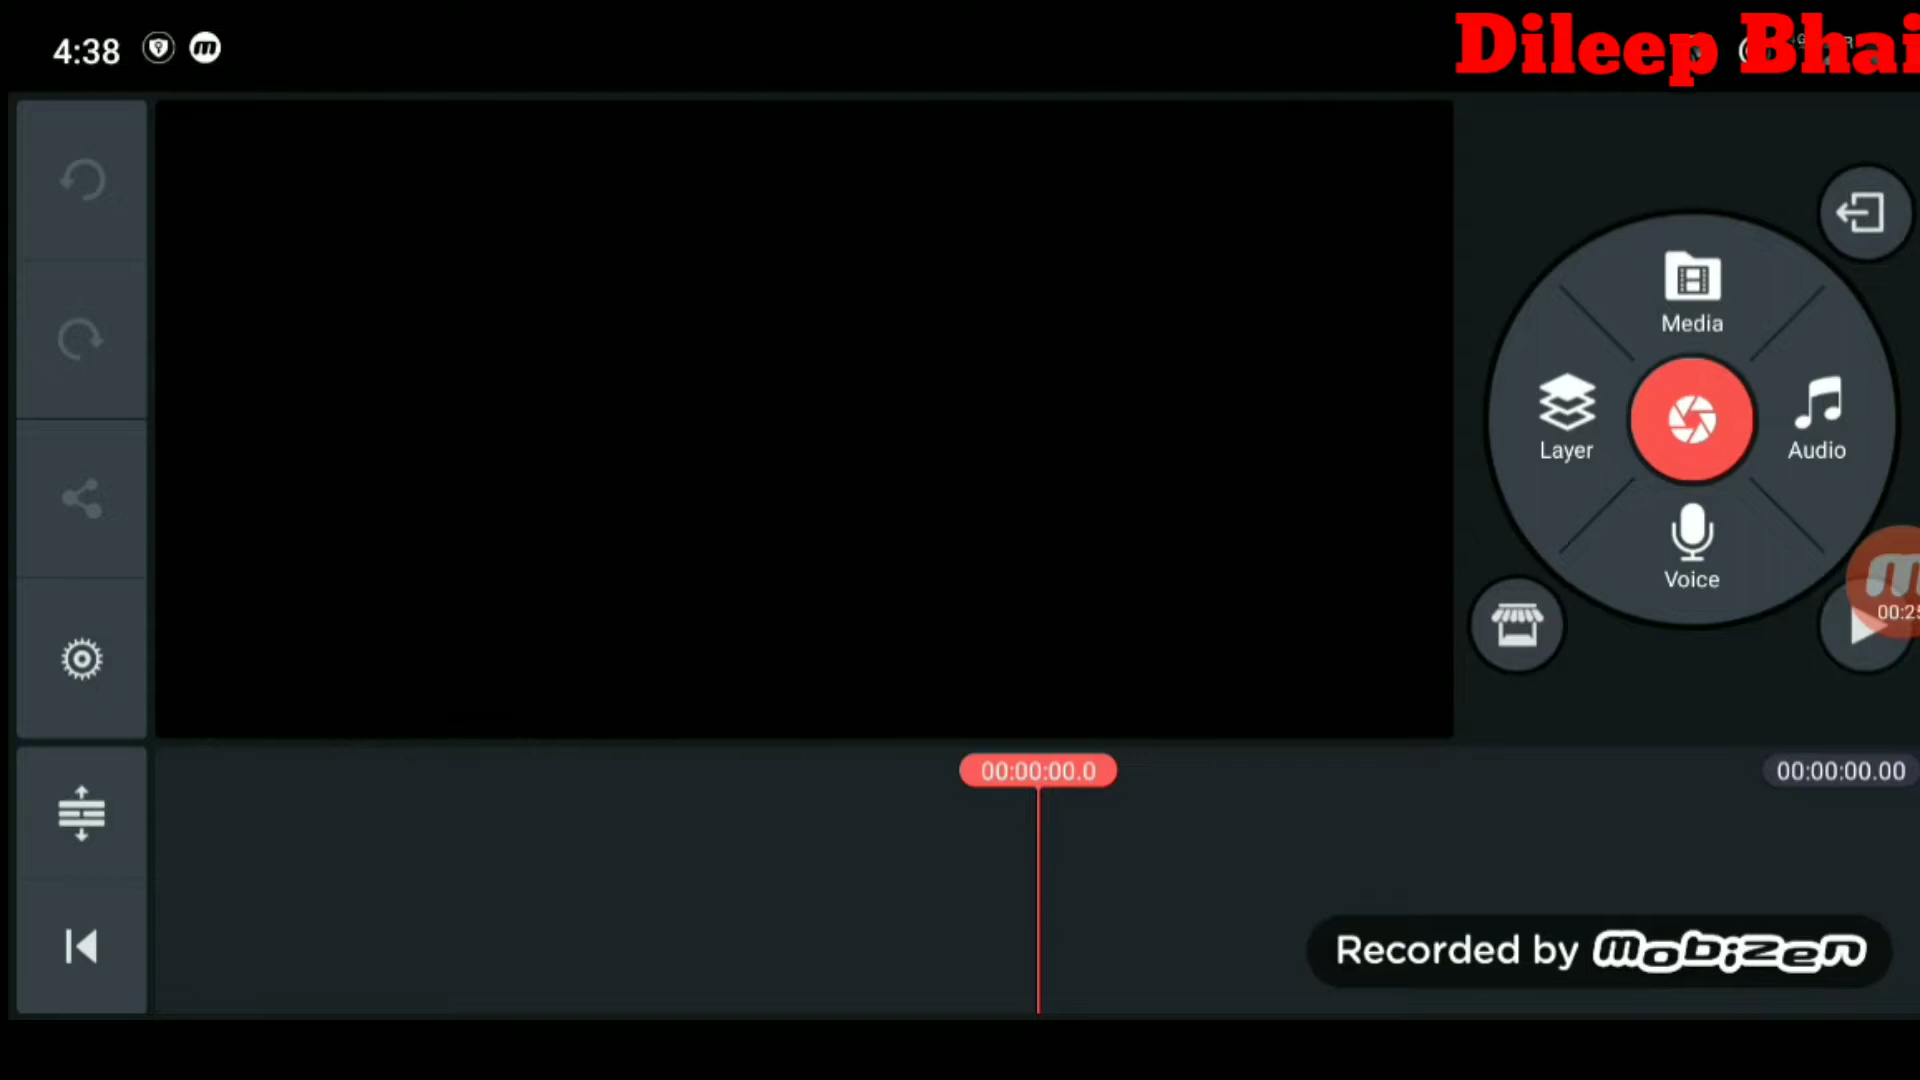 4:38
Dileep Bhai
Media
Layer
Audio
Voice
00:00:00.0
00:00:00.00
Recorded by mobizen